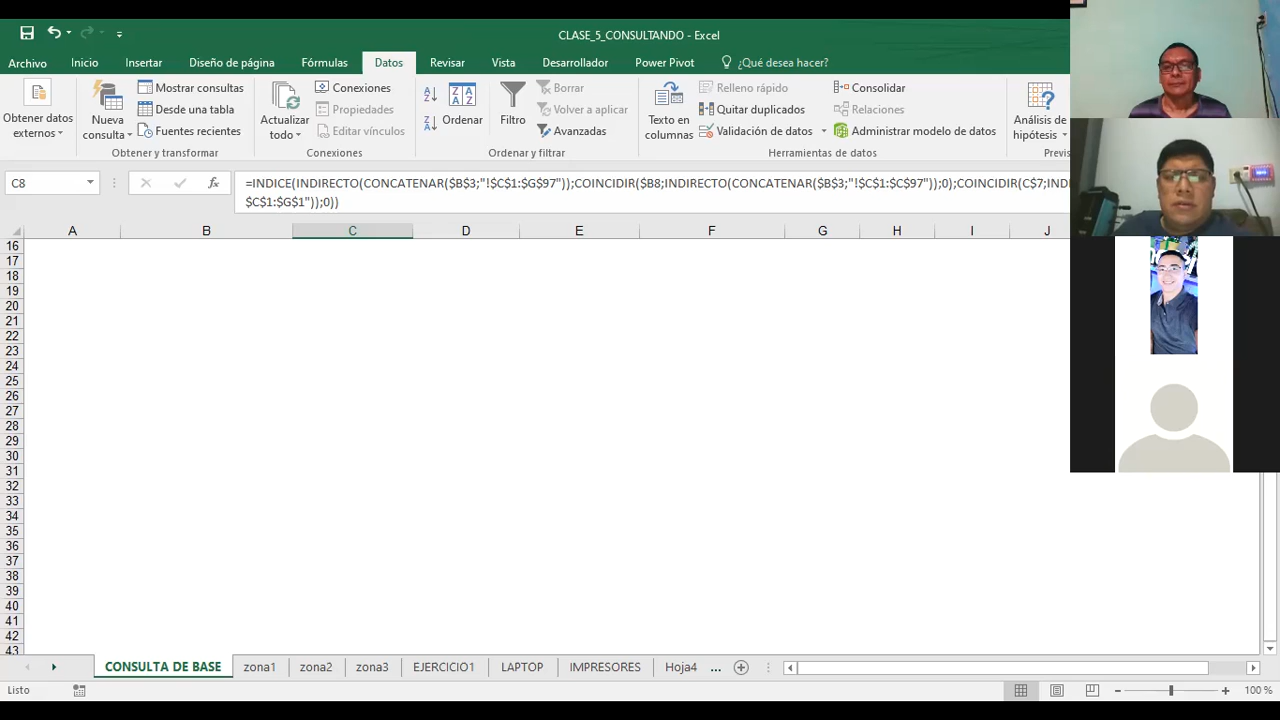 CLASE_5_CONSULTANDO - Excel
Archivo Inicio Insertar Diseño de página Fórmulas Datos Revisar Vista Desarrollador Power Pivot ¿Qué desea hacer?
Obtener datos externos
Nueva consulta
Mostrar consultas
Desde una tabla
Fuentes recientes
Obtener y transformar
Actualizar todo
Conexiones
Propiedades
Editar vínculos
Conexiones
Ordenar
Filtro
Borrar
Volver a aplicar
Avanzadas
Ordenar y filtrar
Texto en columnas
Relleno rápido
Quitar duplicados
Validación de datos
Consolidar
Relaciones
Administrar modelo de datos
Herramientas de datos
Análisis de hipótesis
Previs
C8
fx
=INDICE(INDIRECTO(CONCATENAR($B$3;"!$C$1:$G$97"));COINCIDIR($B8;INDIRECTO(CONCATENAR($B$3;"!$C$1:$C$97"));0);COINCIDIR(C$7;INDI
$C$1:$G$1"));0))
A B C D E F G H I J
16
17
18
19
20
21
22
23
24
25
26
27
28
29
30
31
32
33
34
35
36
37
38
39
40
41
42
43
CONSULTA DE BASE zona1 zona2 zona3 EJERCICIO1 LAPTOP IMPRESORES Hoja4 ...
Listo
100 %